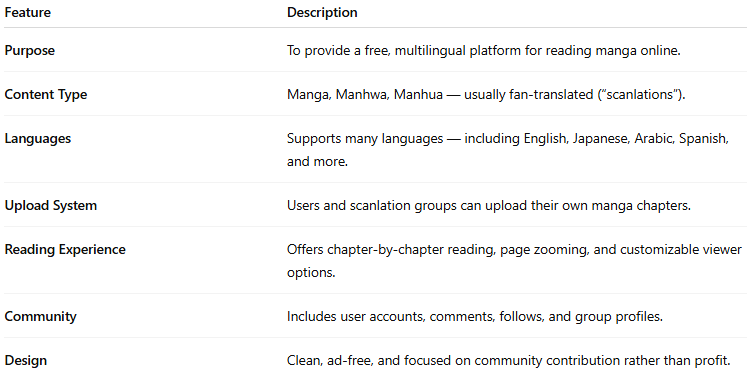 Feature Description
Purpose To provide a free, multilingual platform for reading manga online.
Content Type Manga, Manhwa, Manhua — usually fan-translated (“scanlations”).
Languages Supports many languages — including English, Japanese, Arabic, Spanish,
and more.
Upload System Users and scanlation groups can upload their own manga chapters.
Reading Experience Offers chapter-by-chapter reading, page zooming, and customizable viewer
options.
Community Includes user accounts, comments, follows, and group profiles.
Design Clean, ad-free, and focused on community contribution rather than profit.